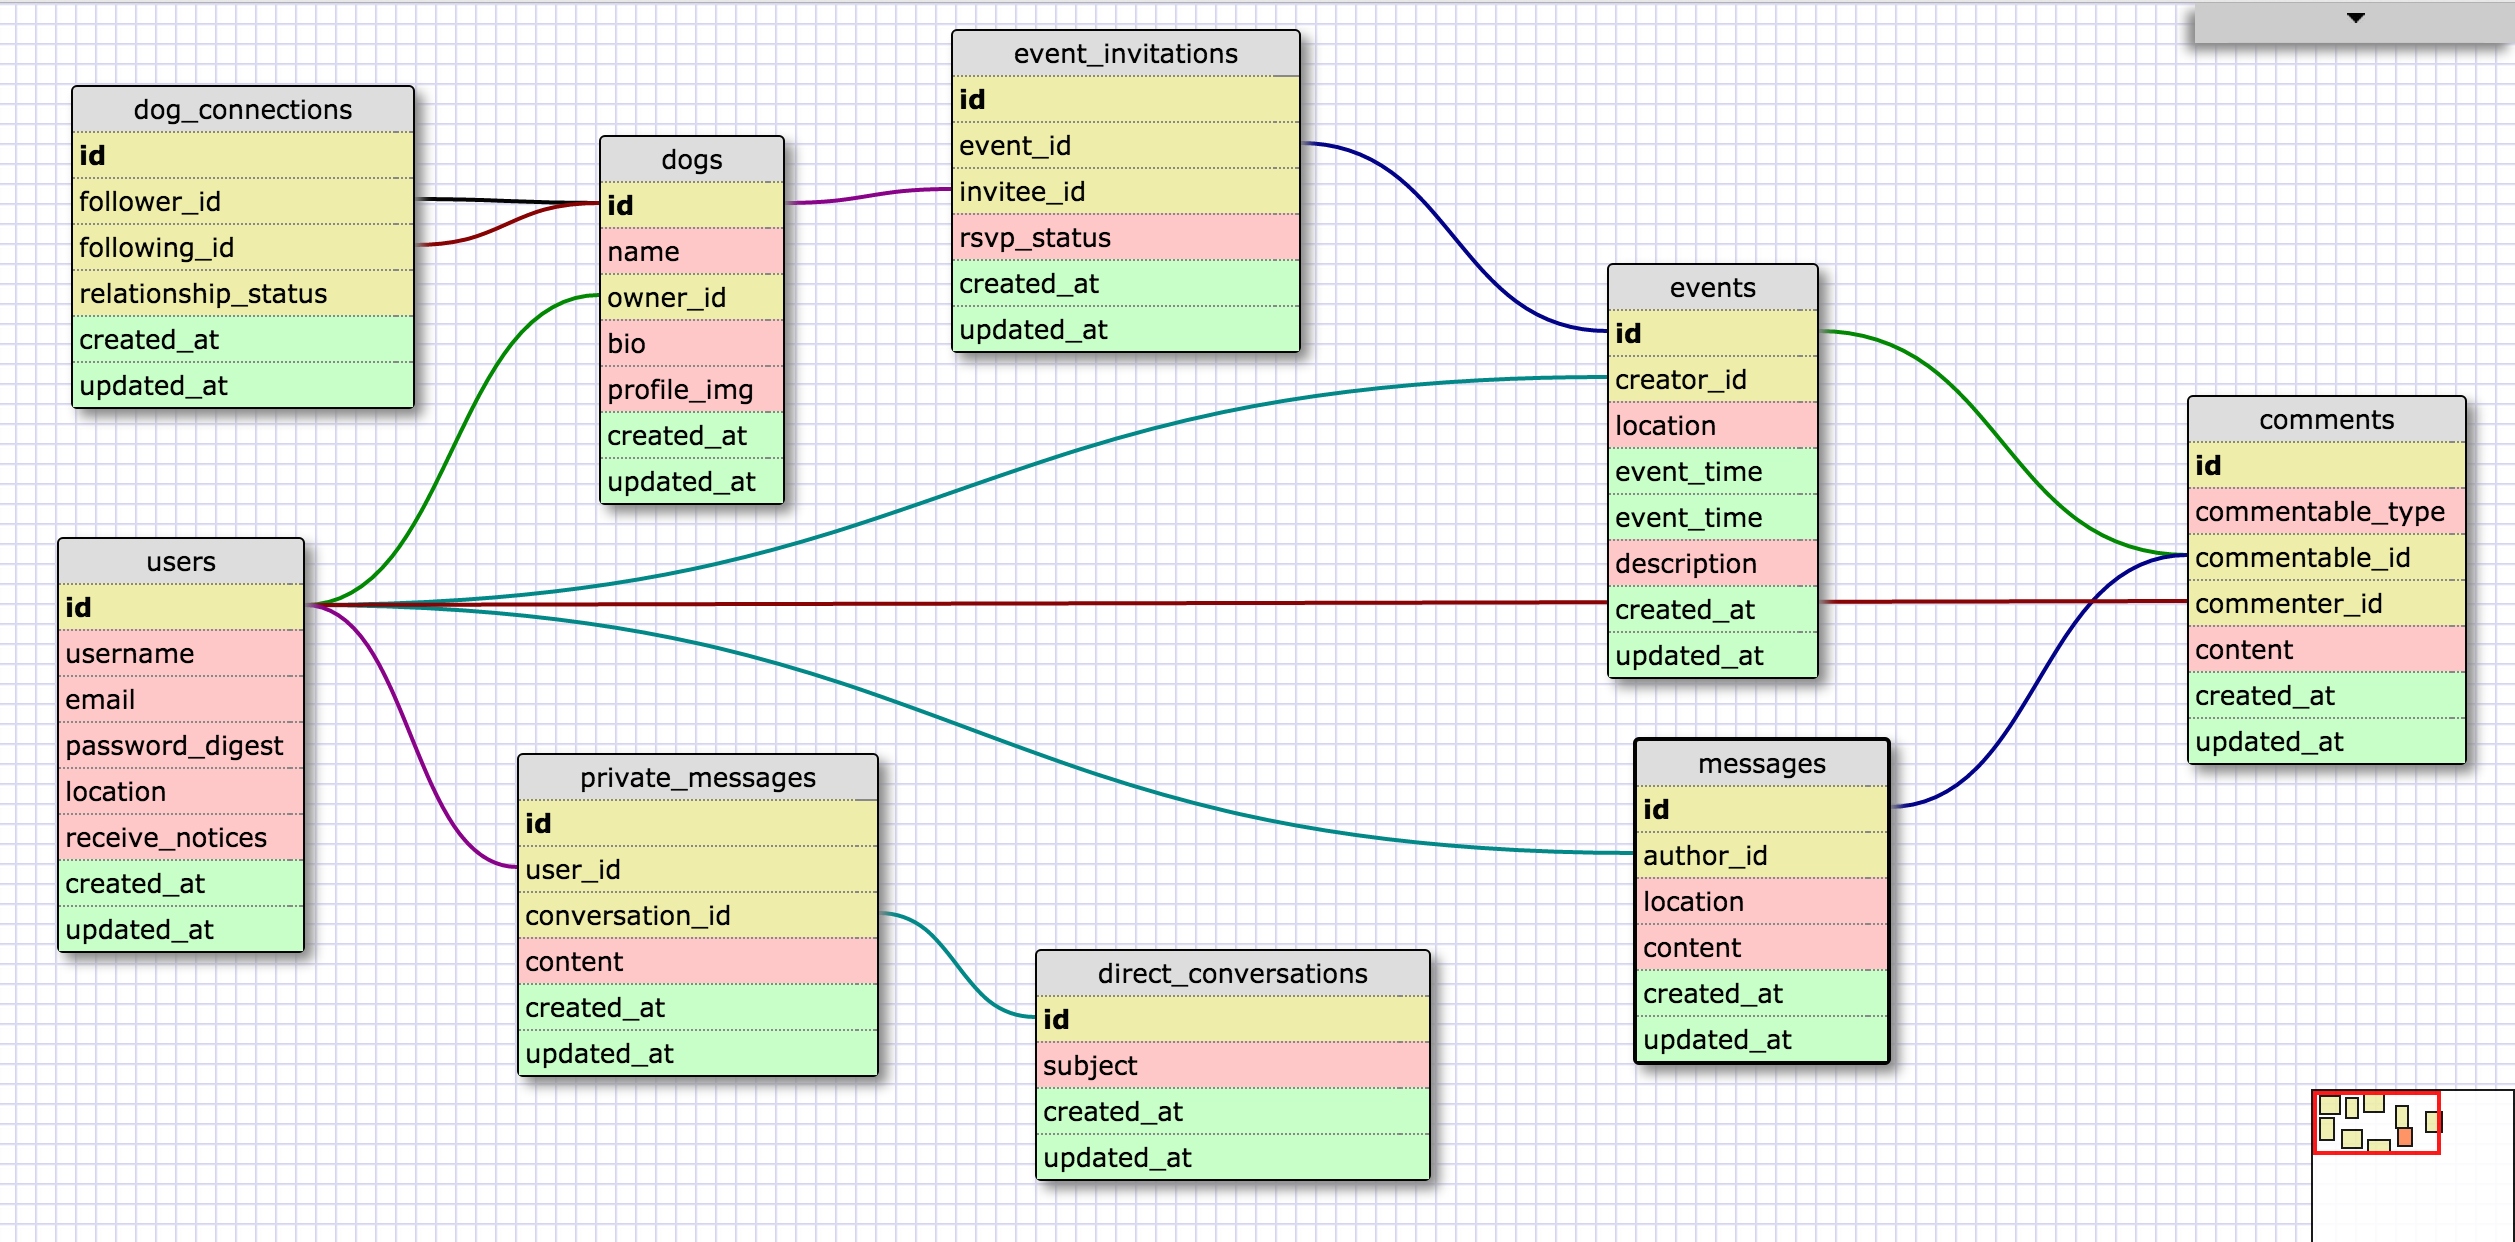 dog_connections
id
follower_id
following_id
relationship_status
created_at
updated_at
dogs
id
name
owner_id
bio
profile_img
created_at
updated_at
event_invitations
id
event_id
invitee_id
rsvp_status
created_at
updated_at
events
id
creator_id
location
event_time
event_time
description
created_at
updated_at
comments
id
commentable_type
commentable_id
commenter_id
content
created_at
updated_at
users
id
username
email
password_digest
location
receive_notices
created_at
updated_at
private_messages
id
user_id
conversation_id
content
created_at
updated_at
direct_conversations
id
subject
created_at
updated_at
messages
id
author_id
location
content
created_at
updated_at